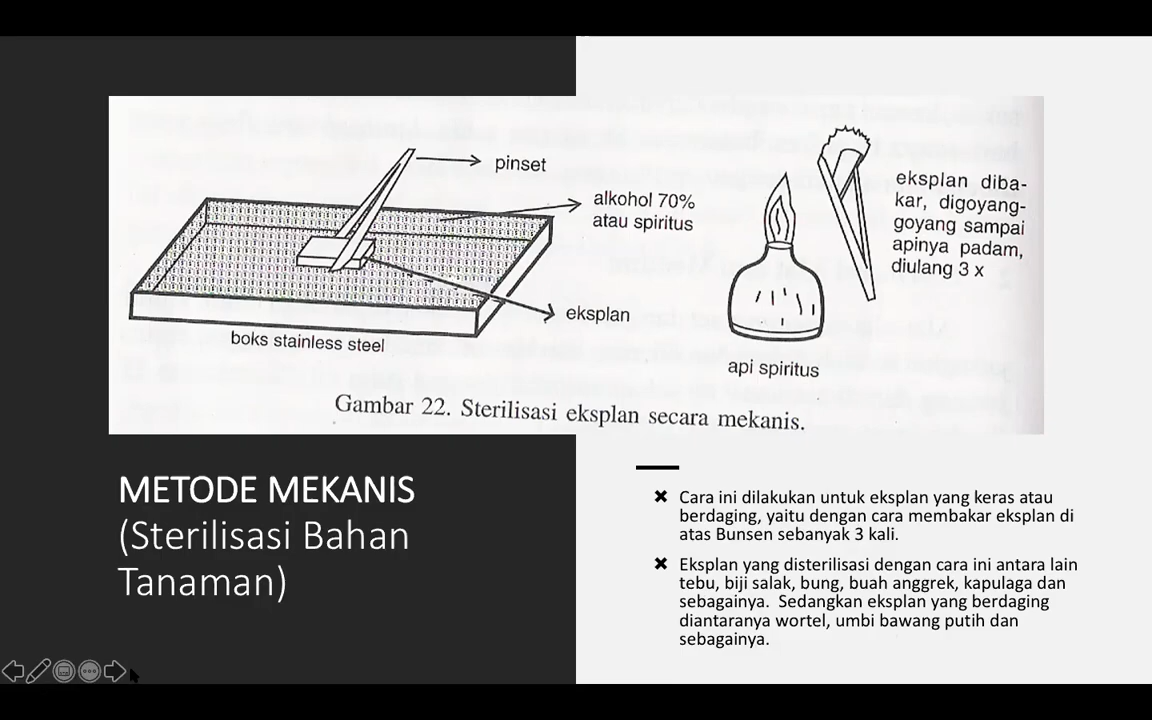 pinset
alkohol 70%
atau spiritus
eksplan
boks stainless steel
eksplan diba-
kar, digoyang-
goyang sampai
apinya padam,
diulang 3 x
api spiritus
Gambar 22. Sterilisasi eksplan secara mekanis.
METODE MEKANIS
(Sterilisasi Bahan
Tanaman)
Cara ini dilakukan untuk eksplan yang keras atau
berdaging, yaitu dengan cara membakar eksplan di
atas Bunsen sebanyak 3 kali.
Eksplan yang disterilisasi dengan cara ini antara lain
tebu, biji salak, bung, buah anggrek, kapulaga dan
sebagainya. Sedangkan eksplan yang berdaging
diantaranya wortel, umbi bawang putih dan
sebagainya.